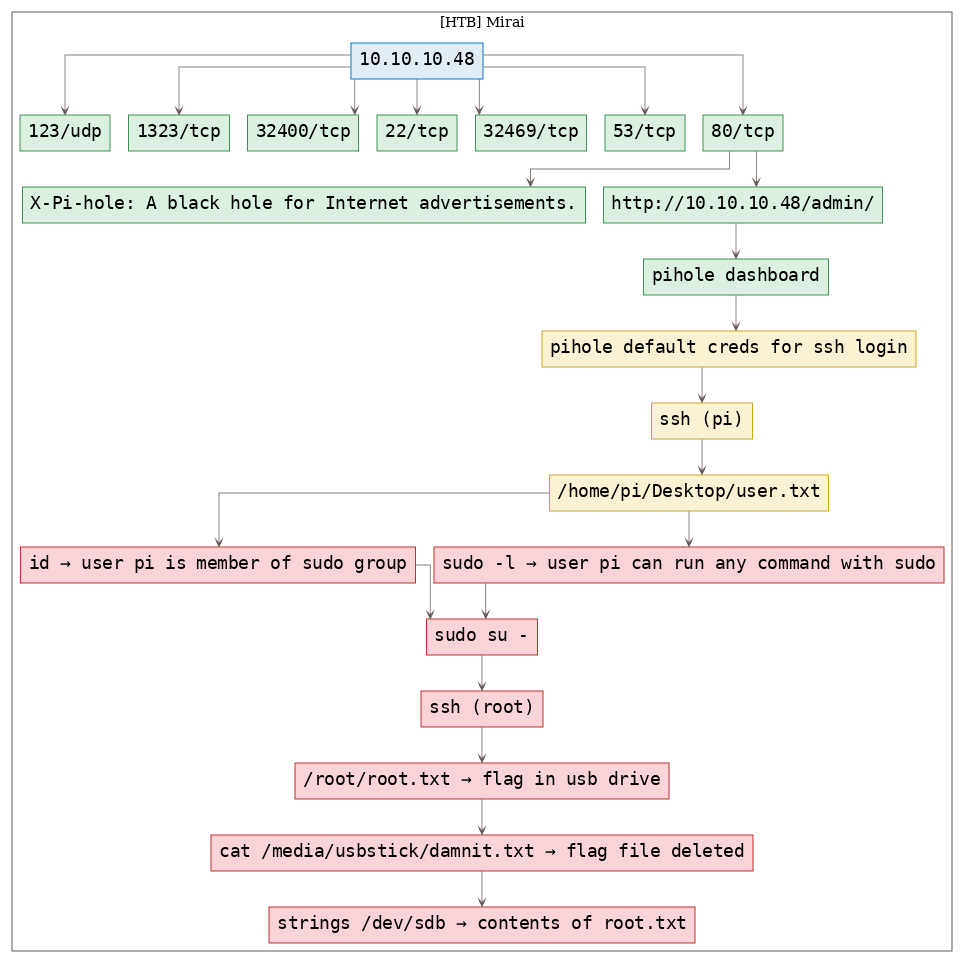 [HTB] Mirai
10.10.10.48
123/udp
1323/tcp
32400/tcp
22/tcp
32469/tcp
53/tcp
80/tcp
X-Pi-hole: A black hole for Internet advertisements.
http://10.10.10.48/admin/
pihole dashboard
pihole default creds for ssh login
ssh (pi)
/home/pi/Desktop/user.txt
id → user pi is member of sudo group
sudo -l → user pi can run any command with sudo
sudo su -
ssh (root)
/root/root.txt → flag in usb drive
cat /media/usbstick/damnit.txt → flag file deleted
strings /dev/sdb → contents of root.txt